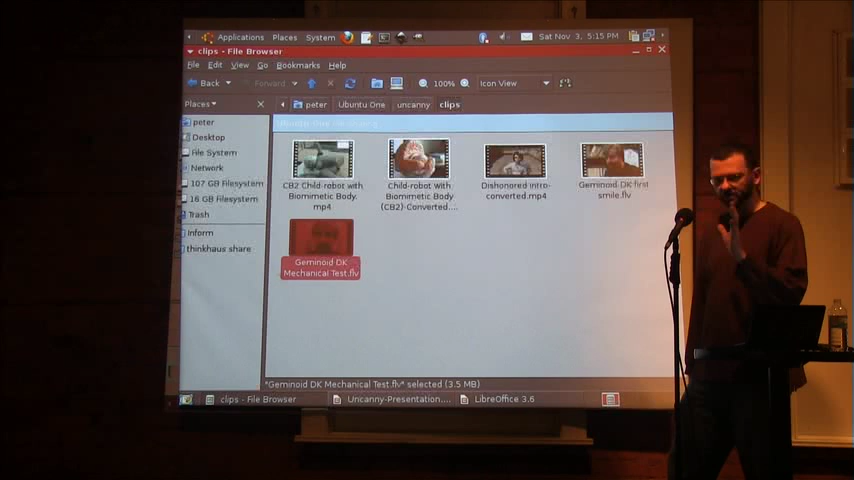 Applications Places System Sat Nov 3, 5:15 PM
clips - File Browser
File Edit View Go Bookmarks Help
Back Forward 100% Icon View
Places peter Ubuntu One uncanny clips
peter
Desktop
File System
Network
107 GB Filesystem
16 GB Filesystem
Trash
Inform
thinkhaus share
CB2 Child-robot with
Biomimetic Body.
mp4
Child-robot with
Biomimetic Body
(CB2)-Converted....
Dishonored intro-
converted.mp4
Geminoid DK first
smile.flv
Geminoid DK
Mechanical Test.flv
"Geminoid DK Mechanical Test.flv" selected (3.5 MB)
clips - File Browser Uncanny-Presentation.... LibreOffice 3.6